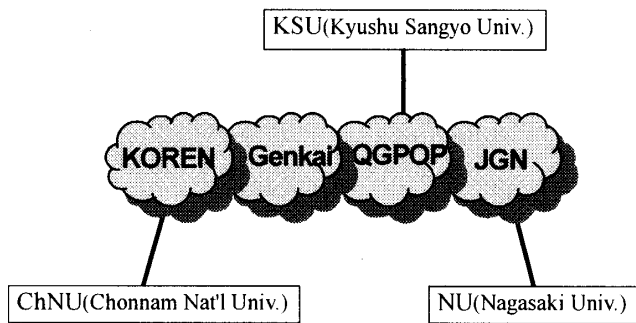 KSU(Kyushu Sangyo Univ.)
KOREN Genkai QGPOP JGN
ChNU(Chonnam Nat'l Univ.) NU(Nagasaki Univ.)